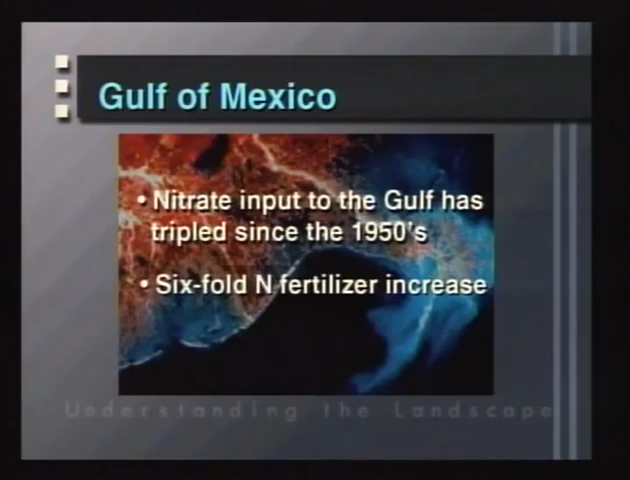 Gulf of Mexico
• Nitrate input to the Gulf has
tripled since the 1950's
• Six-fold N fertilizer increase
Understanding the Landscape